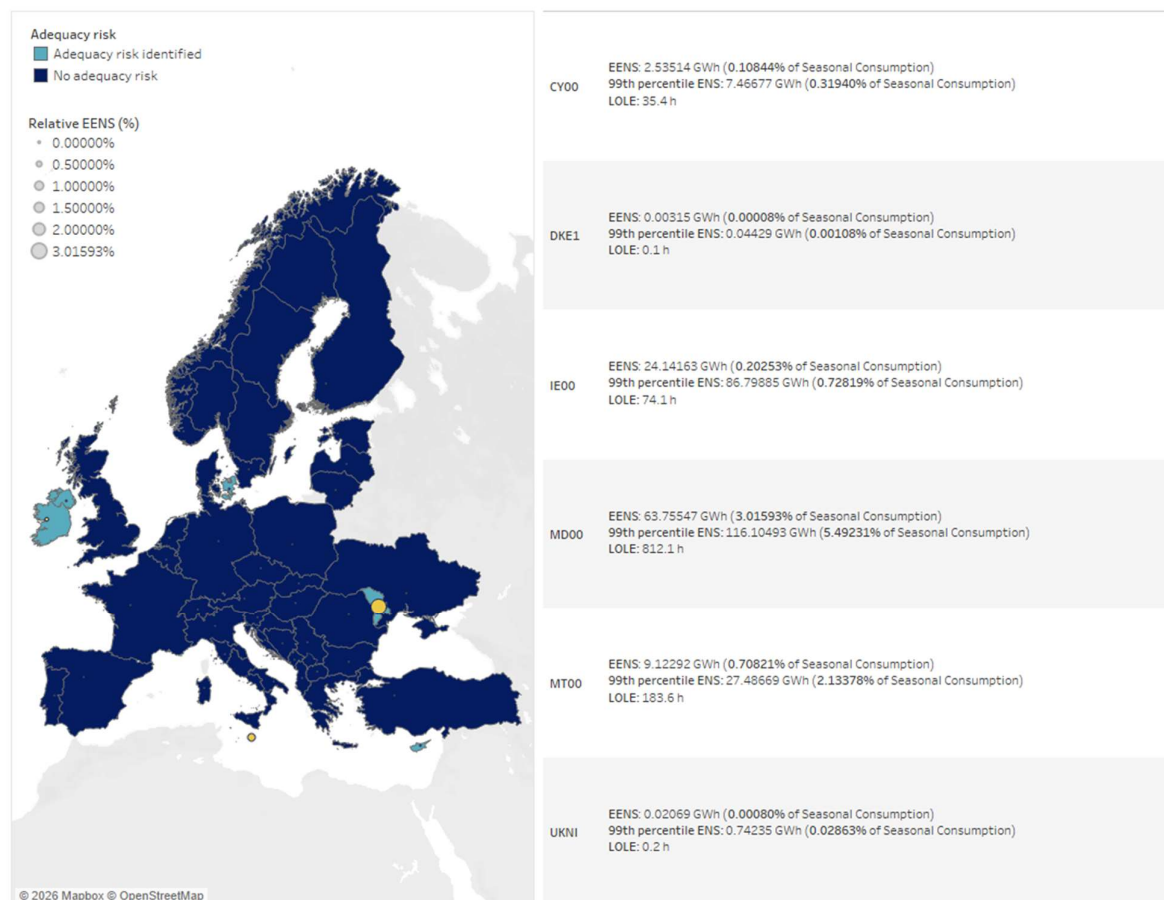 Adequacy risk
Adequacy risk identified
No adequacy risk
Relative EENS (%)
0.00000%
0.50000%
1.00000%
1.50000%
2.00000%
3.01593%
© 2026 Mapbox © OpenStreetMap
CY00
EENS: 2.53514 GWh (0.10844% of Seasonal Consumption)
99th percentile ENS: 7.46677 GWh (0.31940% of Seasonal Consumption)
LOLE: 35.4 h
DKE1
EENS: 0.00315 GWh (0.00008% of Seasonal Consumption)
99th percentile ENS: 0.04429 GWh (0.00108% of Seasonal Consumption)
LOLE: 0.1 h
IE00
EENS: 24.14163 GWh (0.20253% of Seasonal Consumption)
99th percentile ENS: 86.79885 GWh (0.72819% of Seasonal Consumption)
LOLE: 74.1 h
MD00
EENS: 63.75547 GWh (3.01593% of Seasonal Consumption)
99th percentile ENS: 116.10493 GWh (5.49231% of Seasonal Consumption)
LOLE: 812.1 h
MT00
EENS: 9.12292 GWh (0.70821% of Seasonal Consumption)
99th percentile ENS: 27.48669 GWh (2.13378% of Seasonal Consumption)
LOLE: 183.6 h
UKNI
EENS: 0.02069 GWh (0.00080% of Seasonal Consumption)
99th percentile ENS: 0.74235 GWh (0.02863% of Seasonal Consumption)
LOLE: 0.2 h